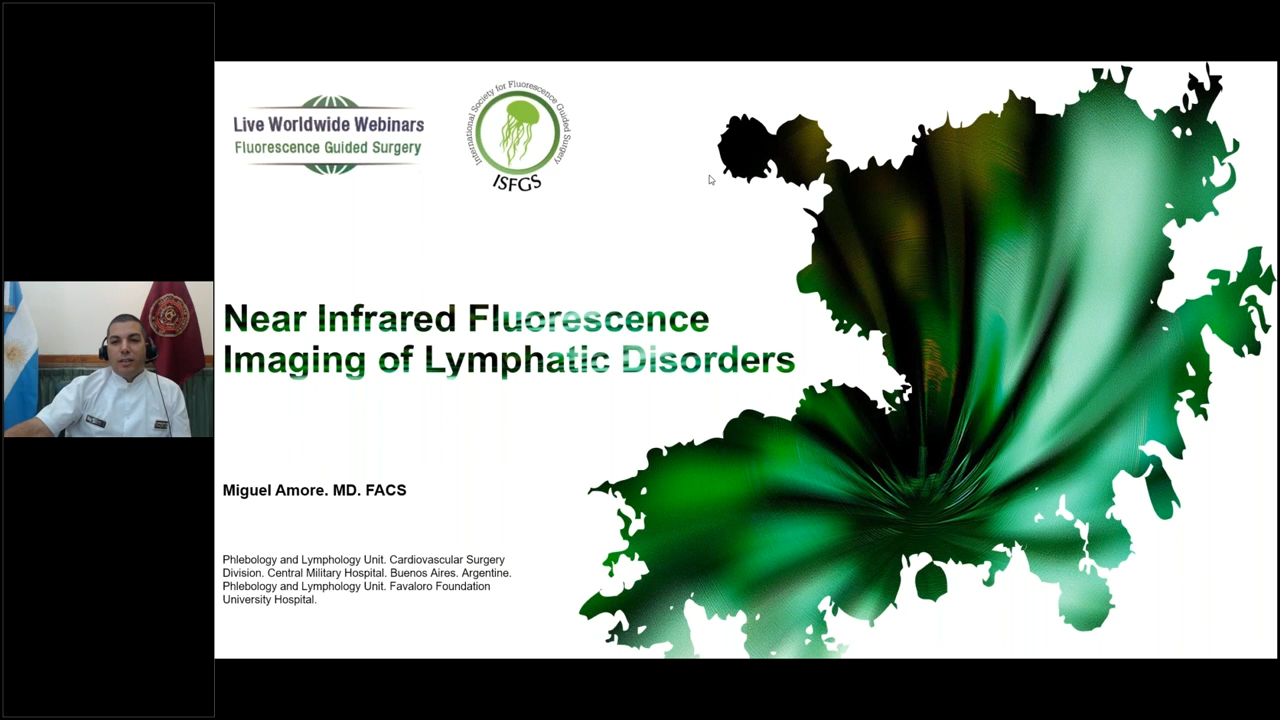 Live Worldwide Webinars
Fluorescence Guided Surgery
International Society for Fluorescence Guided Surgery
ISFGS
Near Infrared Fluorescence
Imaging of Lymphatic Disorders
Miguel Amore. MD. FACS
Phlebology and Lymphology Unit. Cardiovascular Surgery
Division. Central Military Hospital. Buenos Aires. Argentine.
Phlebology and Lymphology Unit. Favaloro Foundation
University Hospital.